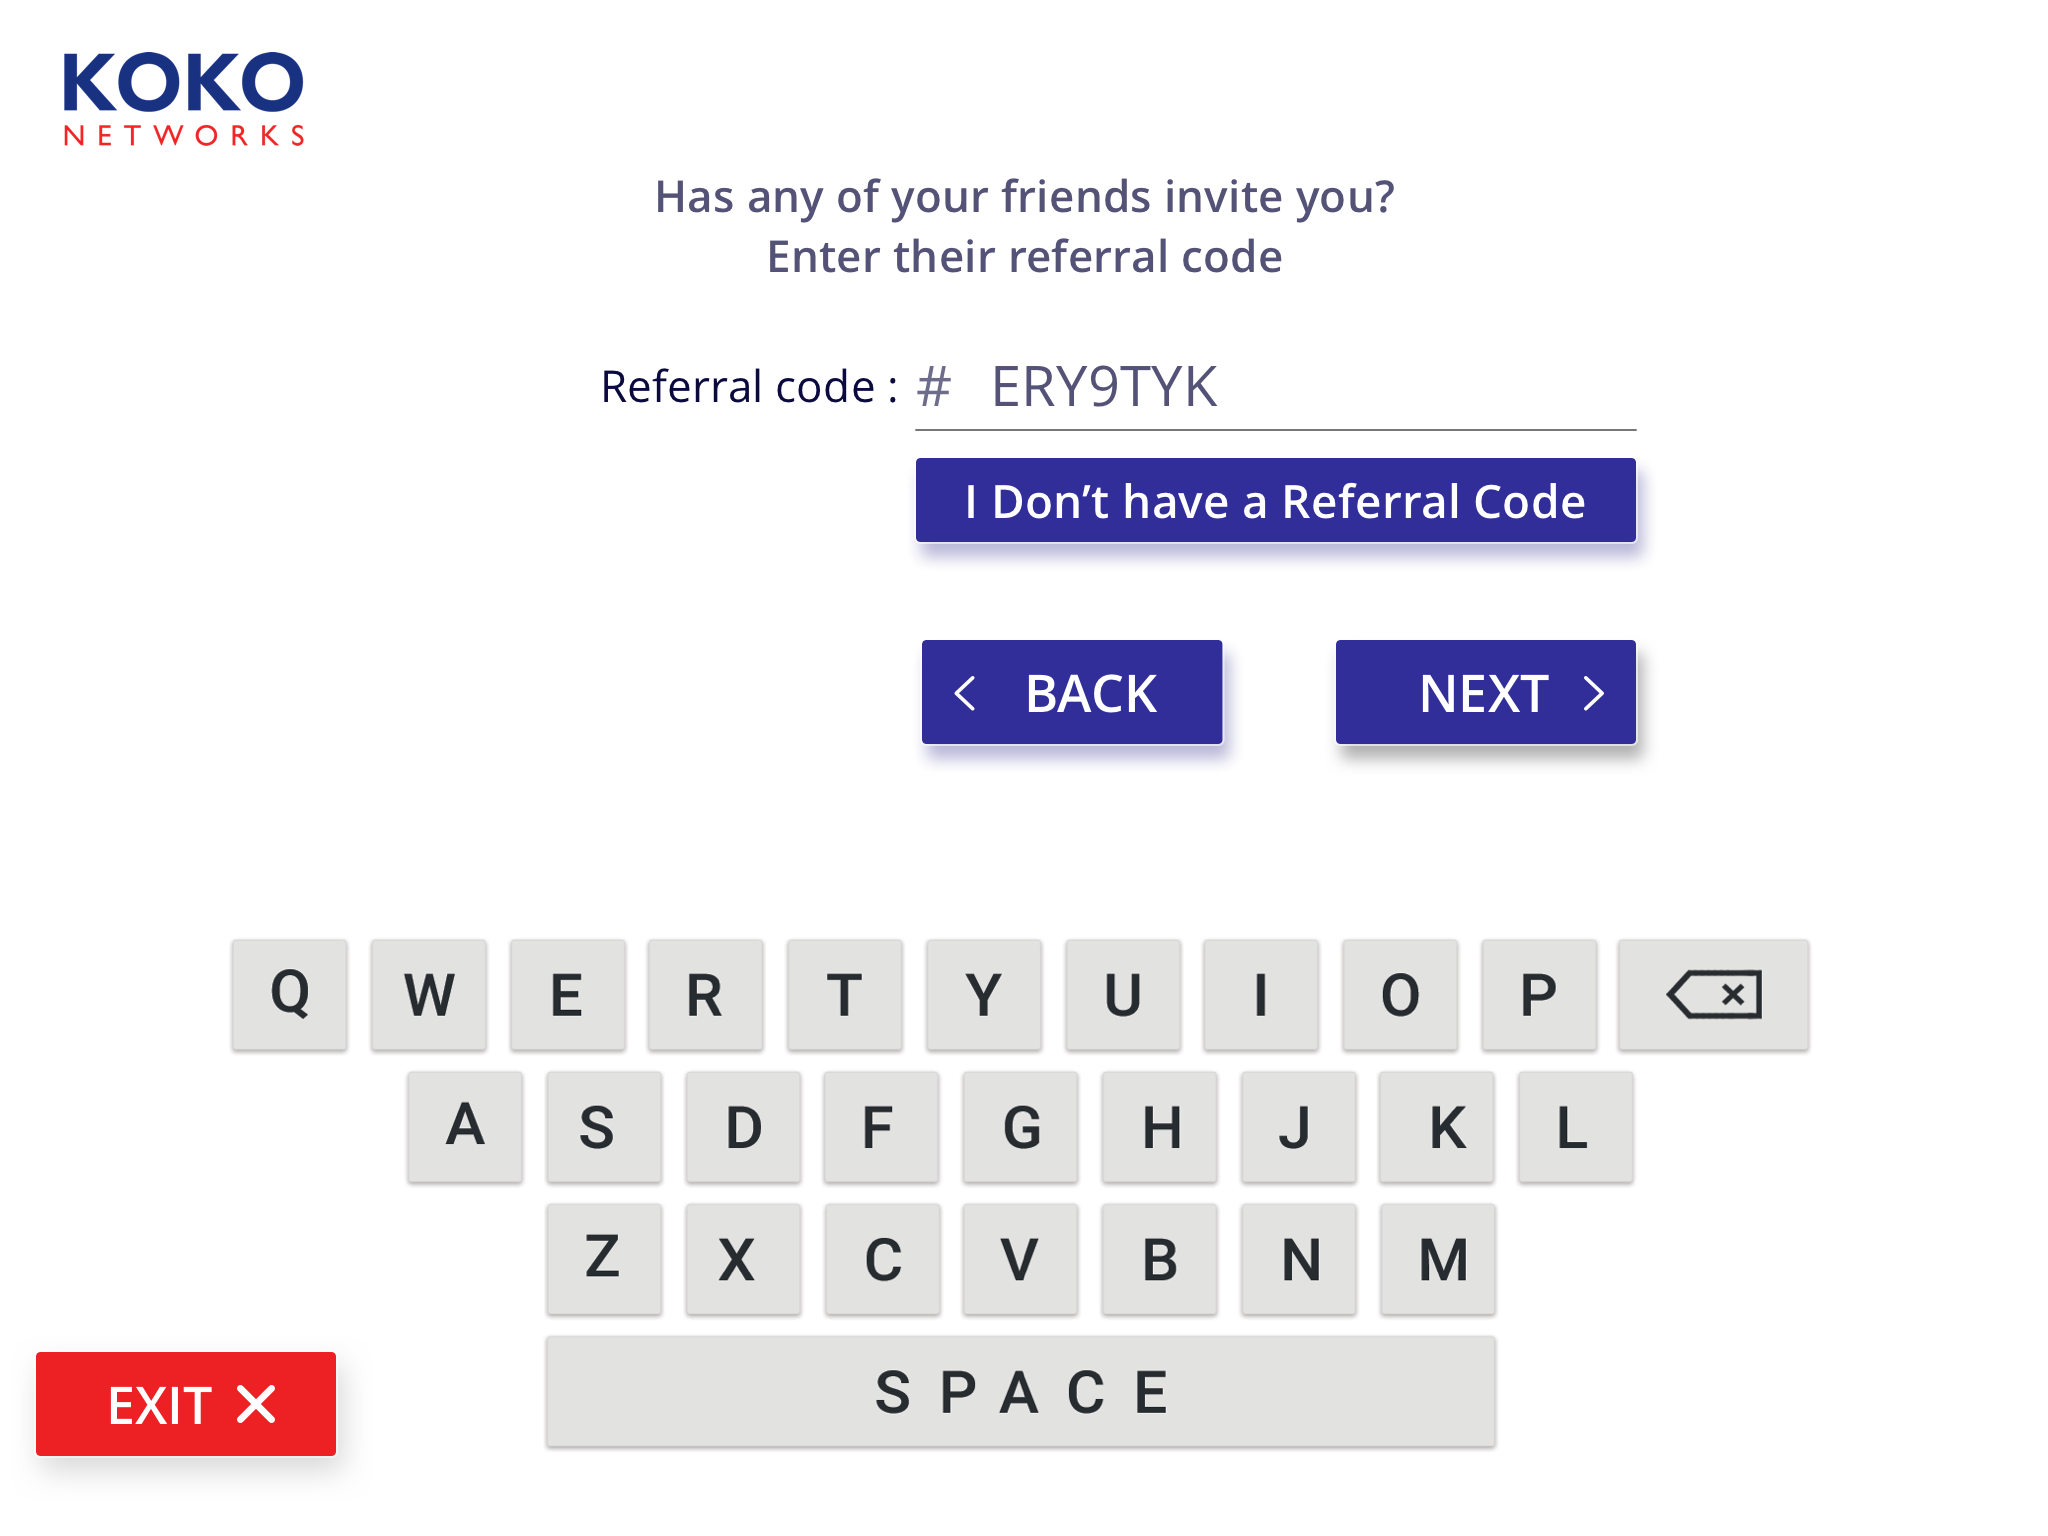 KOKO
NETWORKS
Has any of your friends invite you?
Enter their referral code
Referral code : # ERY9TYK
I Don’t have a Referral Code
BACK NEXT
Q W E R T Y U I O P
A S D F G H J K L
Z X C V B N M
SPACE
EXIT